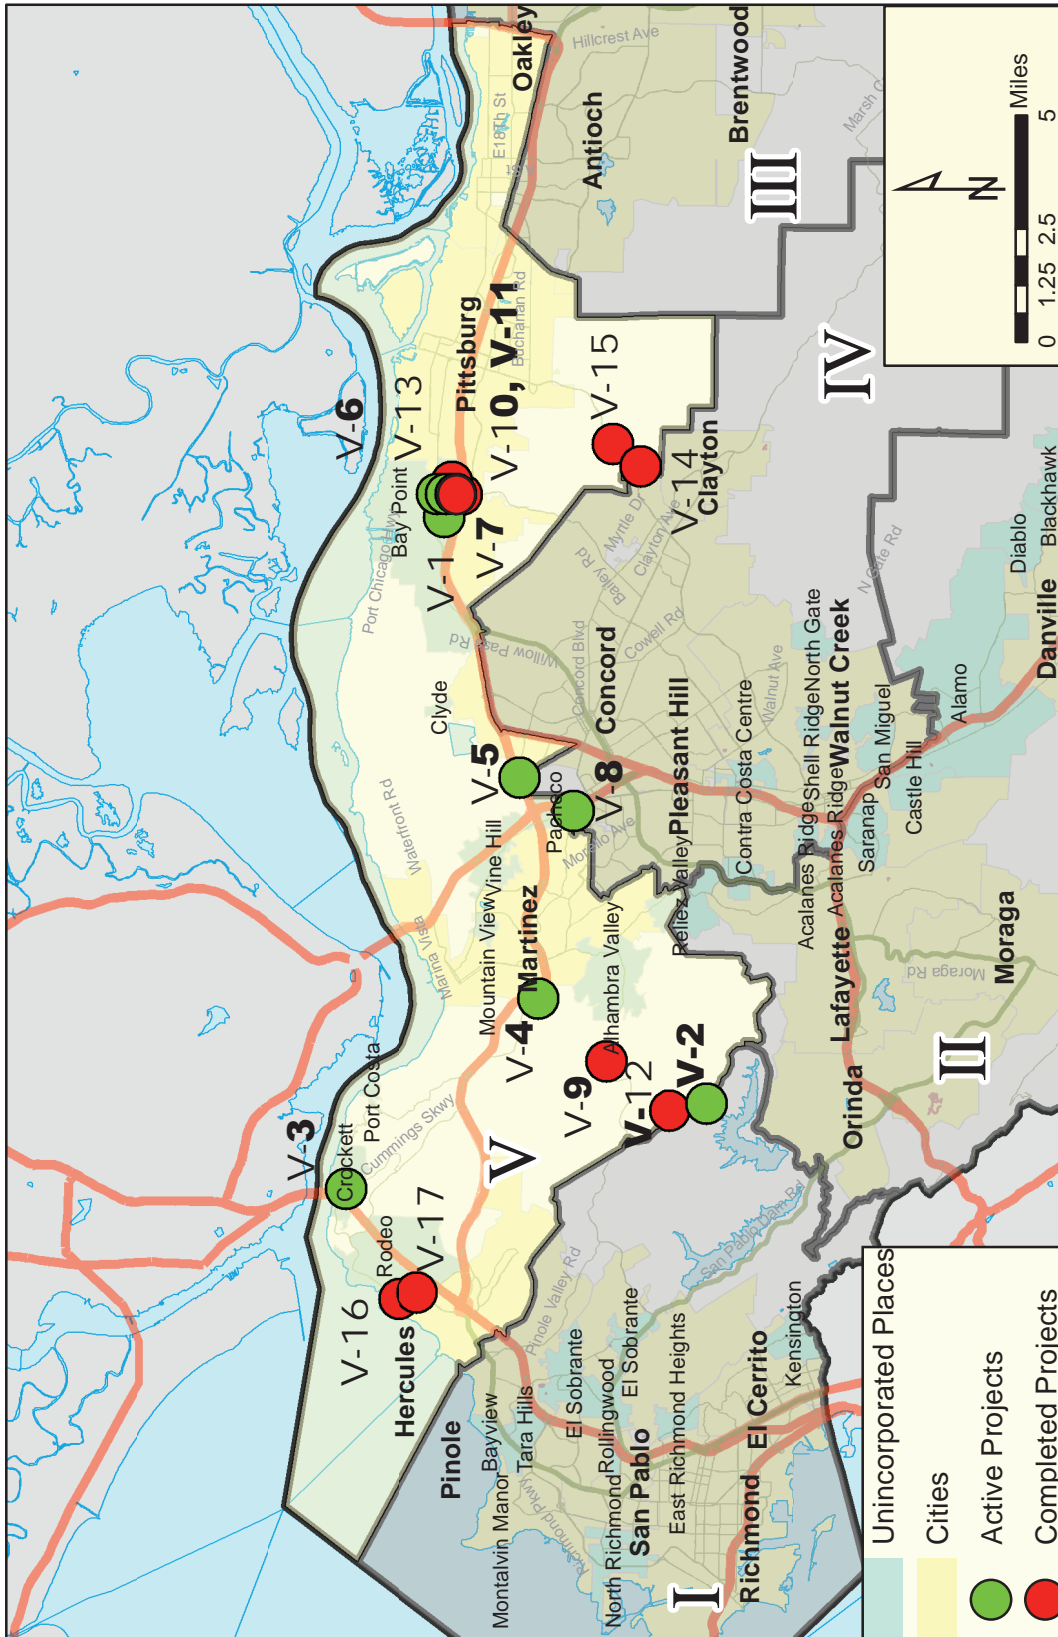 V-3
Crockett
Port Costa
Cummings Skwy
Rodeo
V-16
V-17
Hercules
V
Pinole
Bayview
Montalvin Manor
Tara Hills
Pinole Valley Rd
El Sobrante
El Sobrante
Richmond Pkwy
North Richmond
Rollingwood
San Pablo
East Richmond Heights
Richmond
El Cerrito
Kensington
San Pablo Dam Rd
I
V-6
V-13
Bay Point
Port Chicago Hwy
V-1
V-7
V-10, V-11
Pittsburg
Buchanan Rd
E18Th St
Oakley
Hillcrest Ave
Antioch
Brentwood
Marsh C
III
V-15
V-14
Clayton
Myrtle Dr
Clayton Ave
Bailey Rd
Cowell Rd
Concord Blvd
Willow Pass Rd
Clyde
Waterfront Rd
V-5
Concord
V-8
Pacheco
Morello Ave
Vine Hill
Mountain View
Marina Vista
Martinez
V-4
Alhambra Valley
V-9
V-12
V-2
Reliez Valley
Pleasant Hill
Contra Costa Centre
Walnut Ave
Acalanes Ridge
Shell Ridge
North Gate
Acalanes Ridge
Walnut Creek
N Gate Rd
Saranap
San Miguel
Castle Hill
Alamo
Diablo
Blackhawk
Danville
IV
Lafayette
Orinda
Moraga Rd
Moraga
II
Unincorporated Places
Cities
Active Projects
Completed Projects
N
0 1.25 2.5 5
Miles